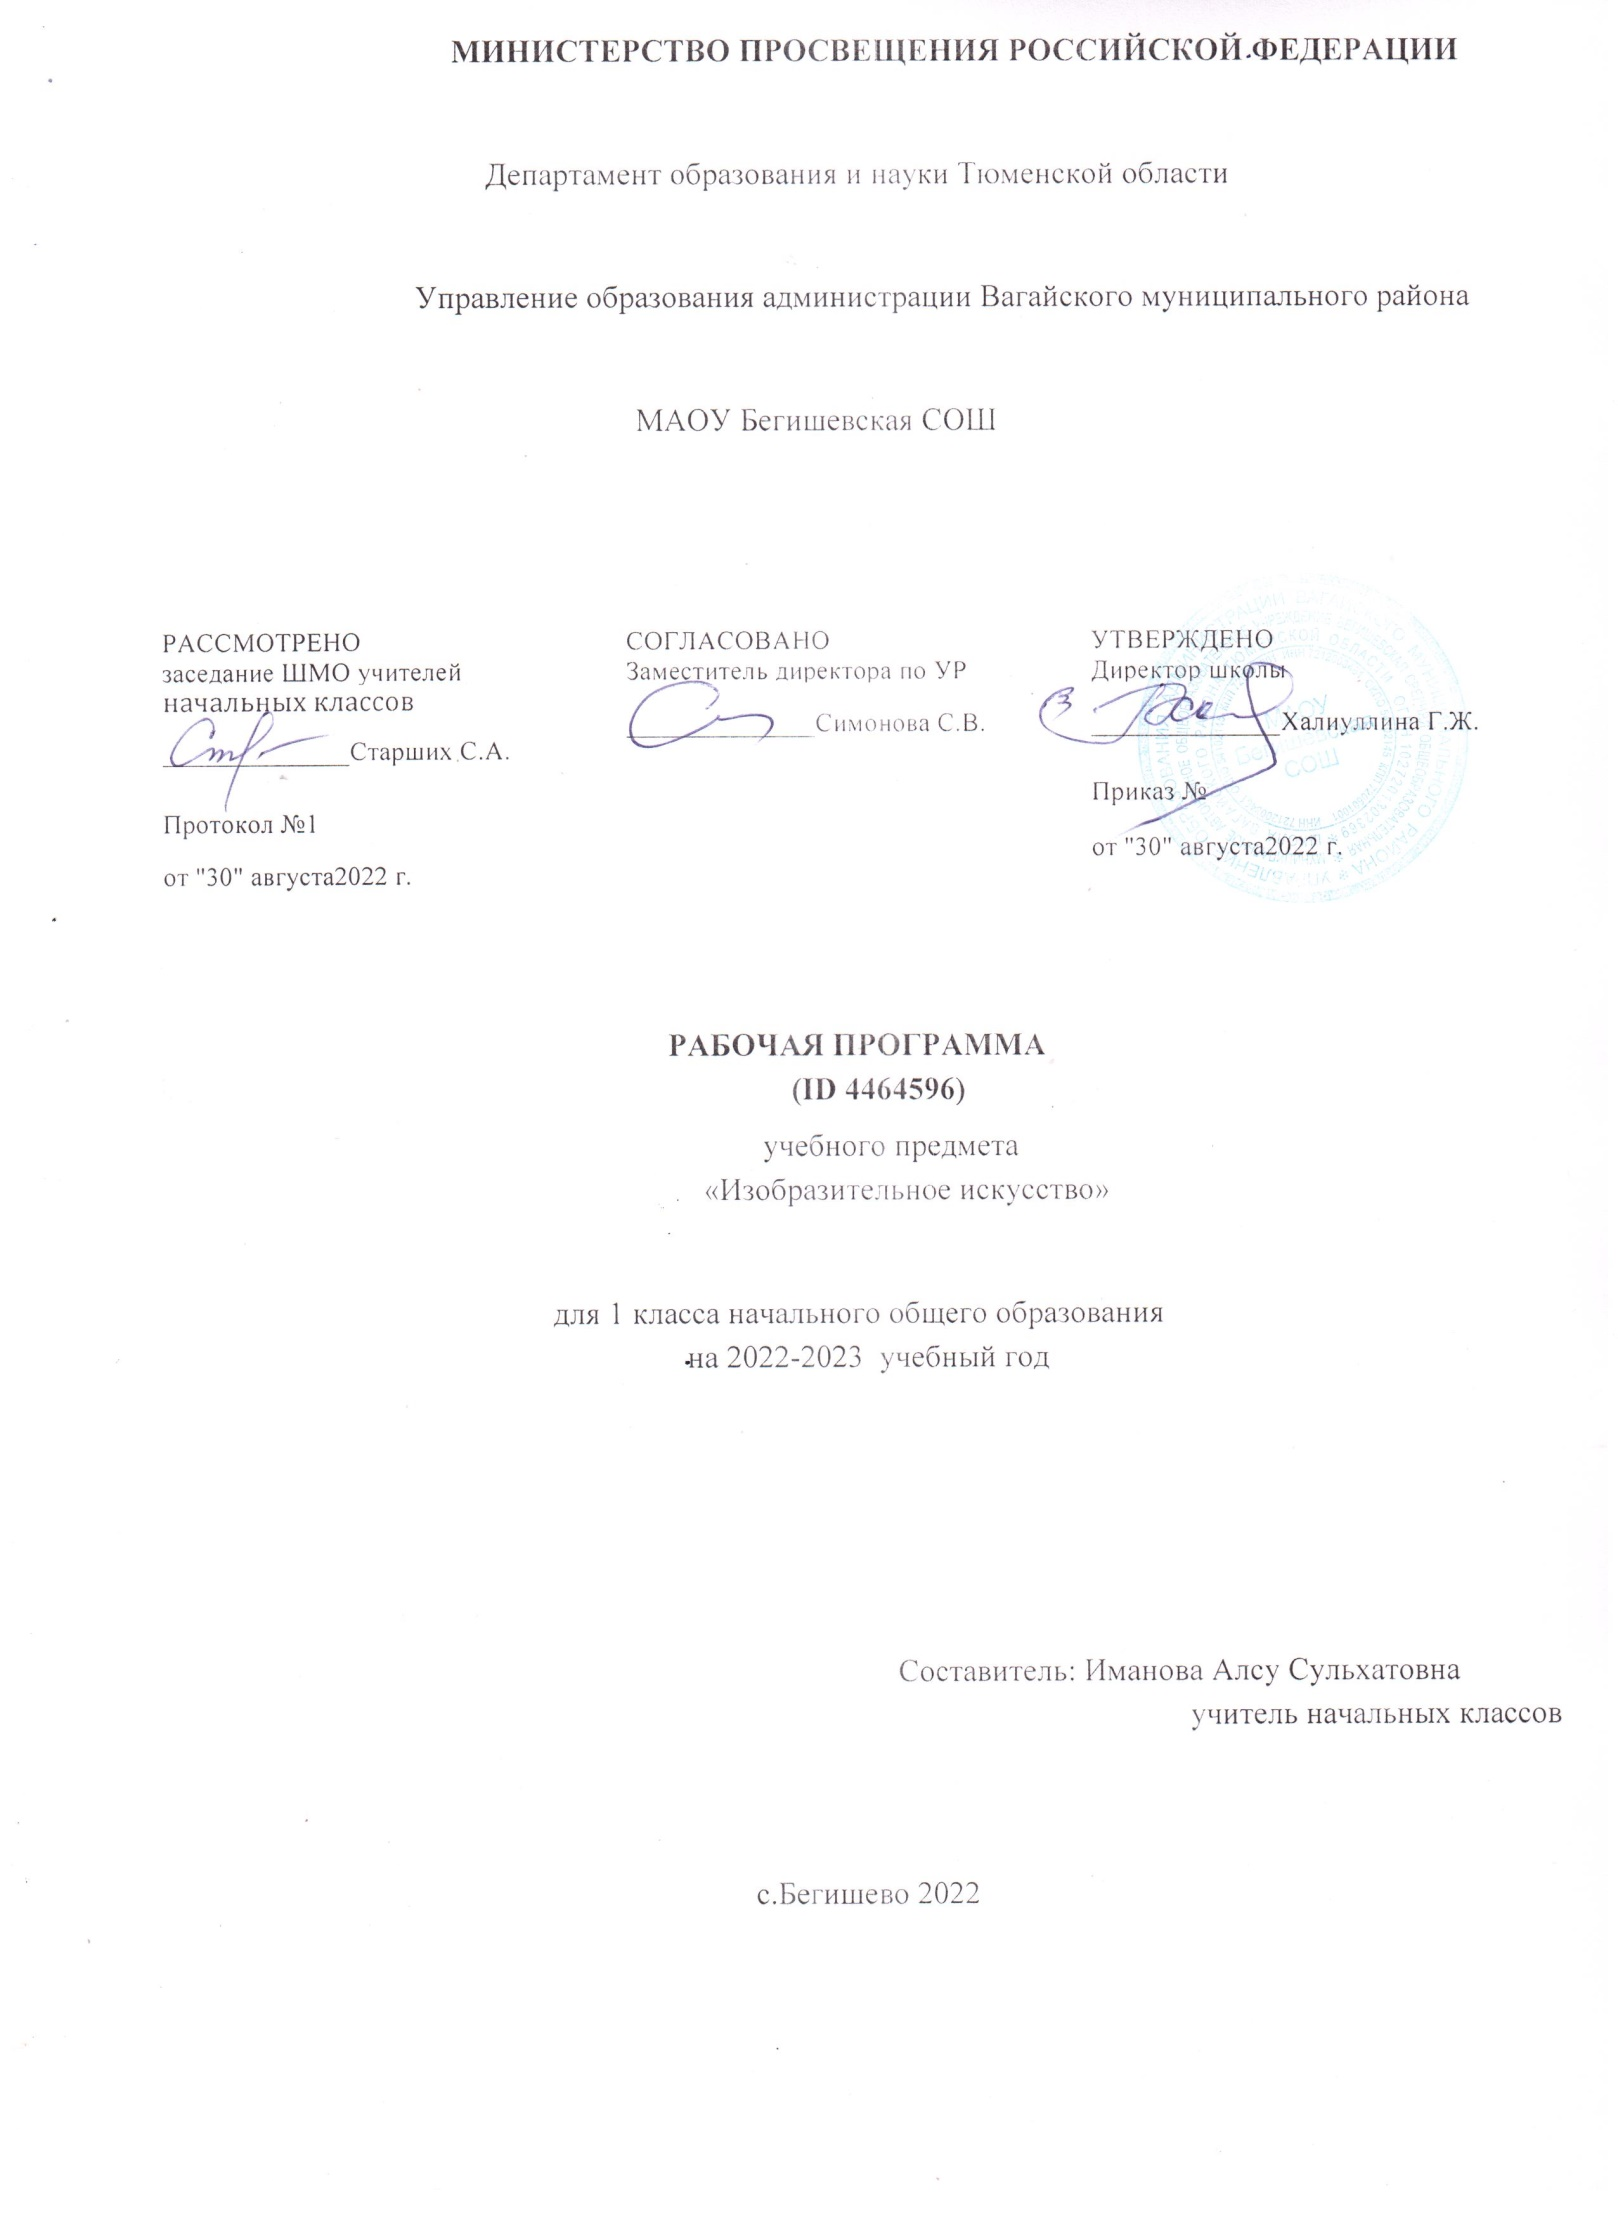 МИНИСТЕРСТВО ПРОСВЕЩЕНИЯ РОССИЙСКОЙ ФЕДЕРАЦИИ
Департамент образования и науки Тюменской области
Управление образования администрации Вагайского муниципального района
МАОУ Бегишевская СОШ
РАССМОТРЕНО
заседание ШМО учителей
начальных классов
Старших С.А.
Протокол №1
от "30" августа2022 г.
СОГЛАСОВАНО
Заместитель директора по УР
Симонова С.В.
УТВЕРЖДЕНО
Директор школы
Халиуллина Г.Ж.
Приказ №
от "30" августа2022 г.
МАОУ
СОШ
РАБОЧАЯ ПРОГРАММА
(ID 4464596)
учебного предмета
«Изобразительное искусство»
для 1 класса начального общего образования
на 2022-2023 учебный год
Составитель: Иманова Алсу Сульхатовна
учитель начальных классов
с.Бегишево 2022